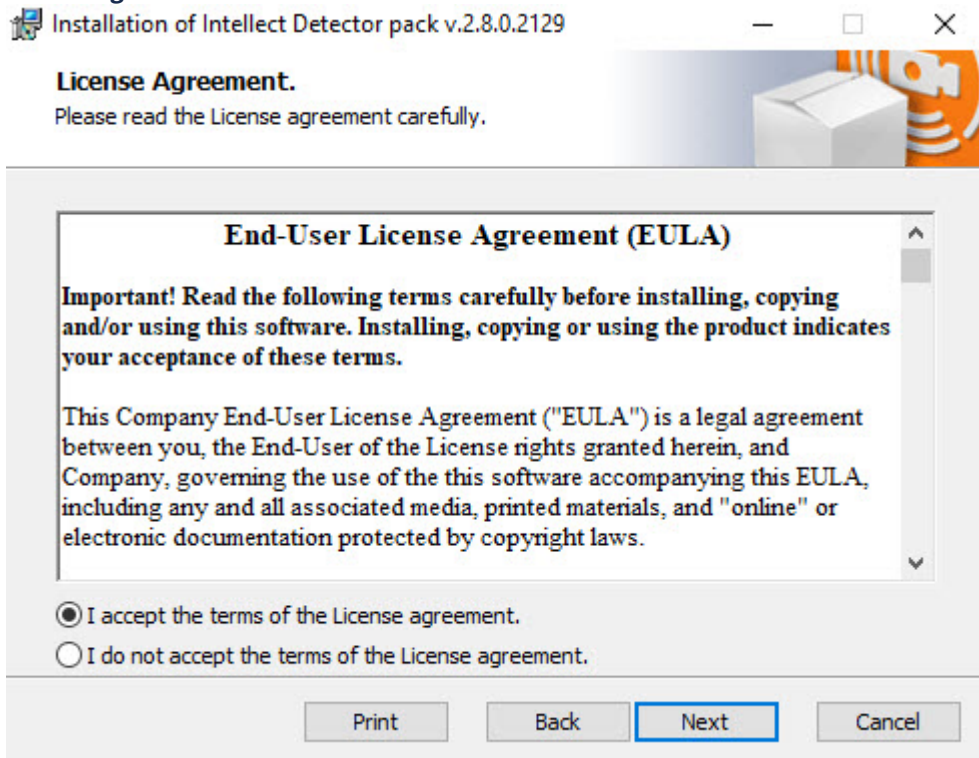 Installation of Intellect Detector pack v.2.8.0.2129
License Agreement.
Please read the License agreement carefully.
End-User License Agreement (EULA)
Important! Read the following terms carefully before installing, copying
and/or using this software. Installing, copying or using the product indicates
your acceptance of these terms.
This Company End-User License Agreement ("EULA") is a legal agreement
between you, the End-User of the License rights granted herein, and
Company, governing the use of the this software accompanying this EULA,
including any and all associated media, printed materials, and "online" or
electronic documentation protected by copyright laws.
I accept the terms of the License agreement.
I do not accept the terms of the License agreement.
Print Back Next Cancel